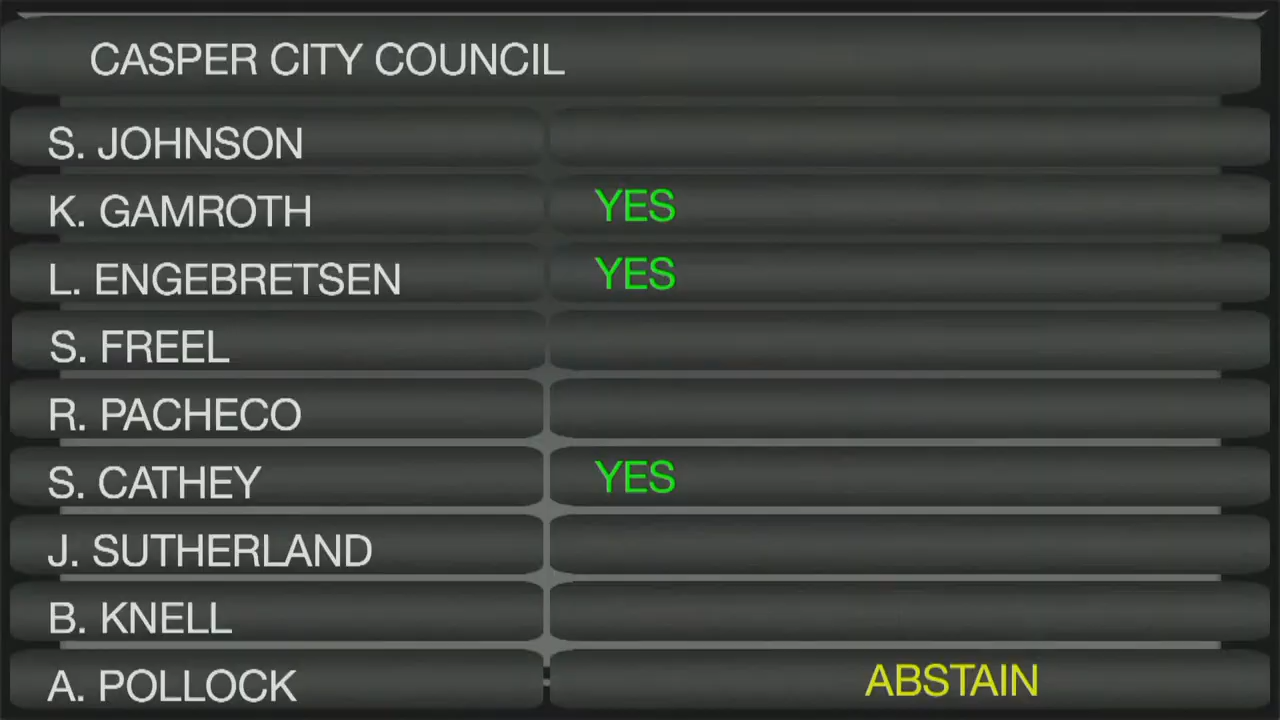 CASPER CITY COUNCIL
S. JOHNSON
K. GAMROTH YES
L. ENGEBRETSEN YES
S. FREEL
R. PACHECO
S. CATHEY YES
J. SUTHERLAND
B. KNELL
A. POLLOCK ABSTAIN